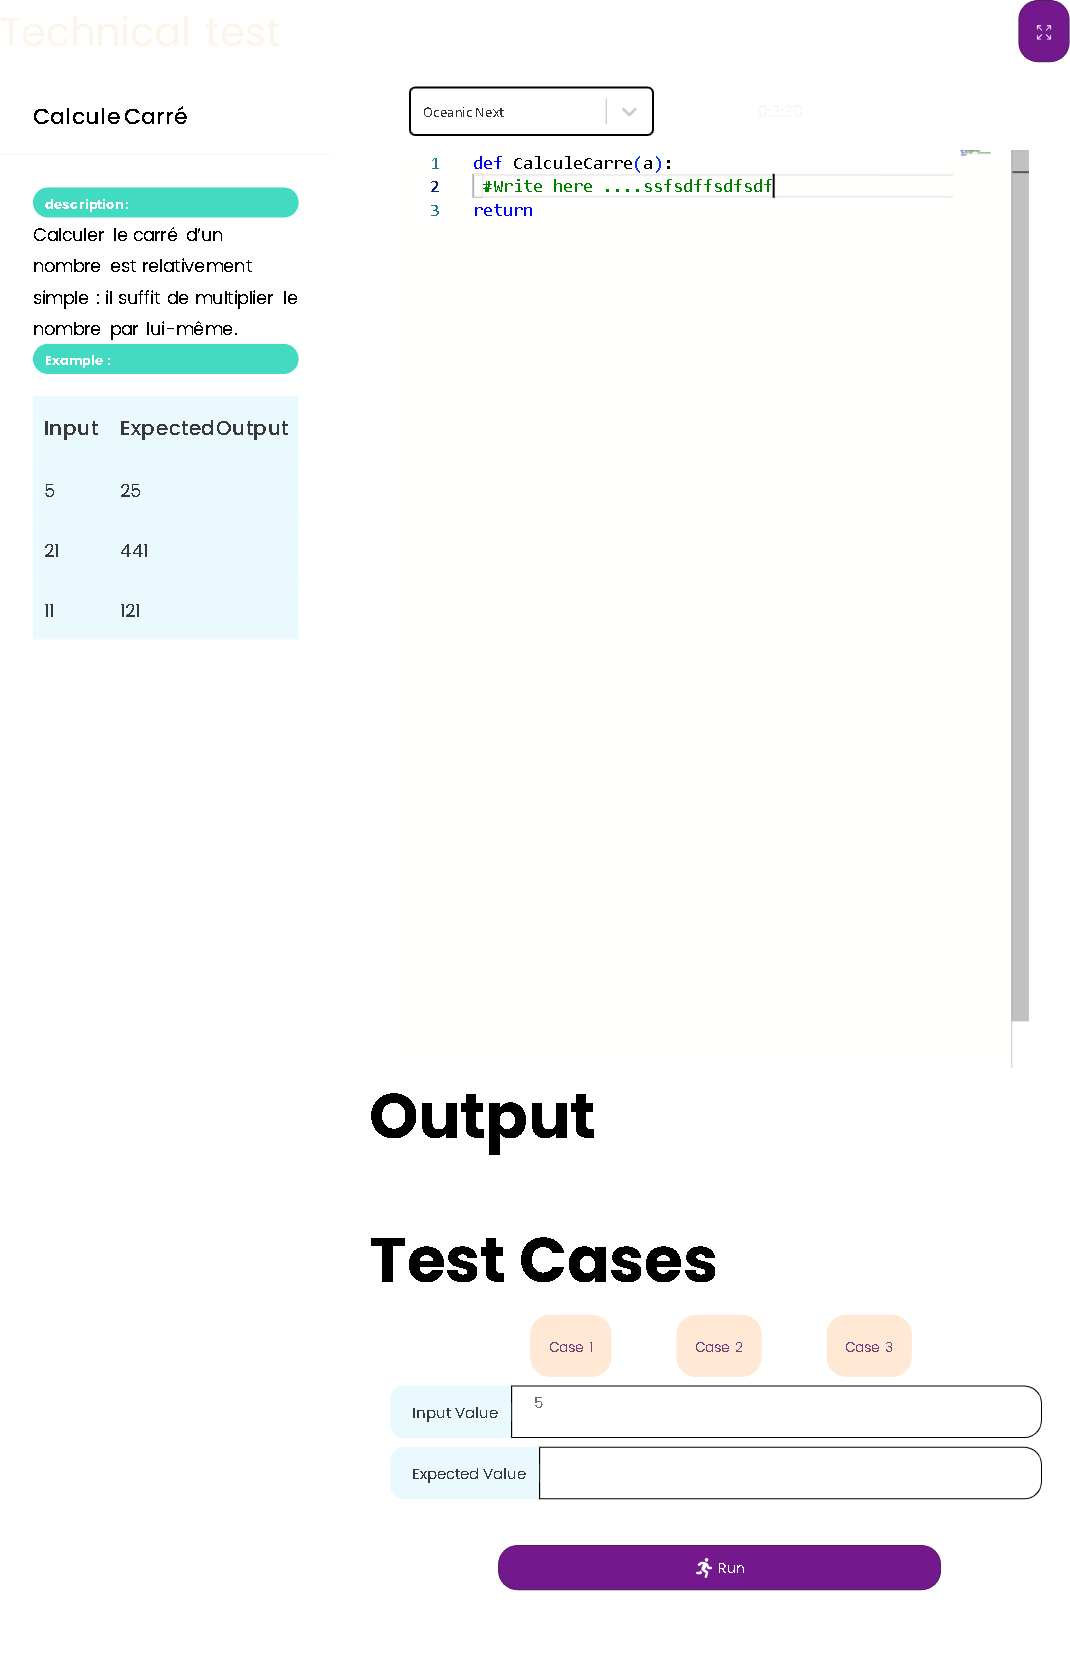 Technical test
Calcule Carré
description:
Calculer le carré d'un
nombre est relativement
simple : il suffit de multiplier le
nombre par lui-même.
Example :
Input ExpectedOutput
5 25
21 441
11 121
Oceanic Next
0:3:30
1 def CalculeCarre(a):
2 #Write here ....ssfsdffsdfsdf
3 return
Output
Test Cases
Case 1 Case 2 Case 3
Input Value 5
Expected Value
Run